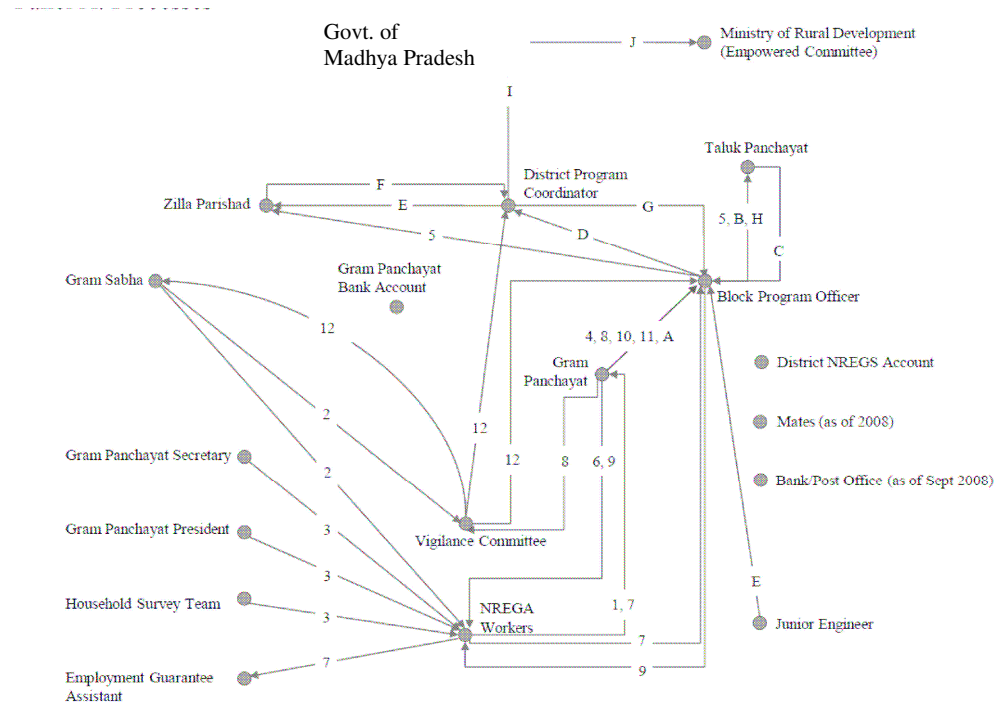 Govt. of
Madhya Pradesh
J
Ministry of Rural Development
(Empowered Committee)
I
Taluk Panchayat
District Program
Coordinator
F
Zilla Parishad
E
G
5, B, H
5
D
C
Gram Panchayat
Bank Account
Gram Sabha
Block Program Officer
12
4, 8, 10, 11, A
Gram
Panchayat
District NREGS Account
2
12
Mates (as of 2008)
Gram Panchayat Secretary
2
12
8
6, 9
Bank/Post Office (as of Sept 2008)
3
Gram Panchayat President
Vigilance Committee
3
E
Household Survey Team
3
NREGA
Workers
1, 7
Junior Engineer
7
7
9
Employment Guarantee
Assistant